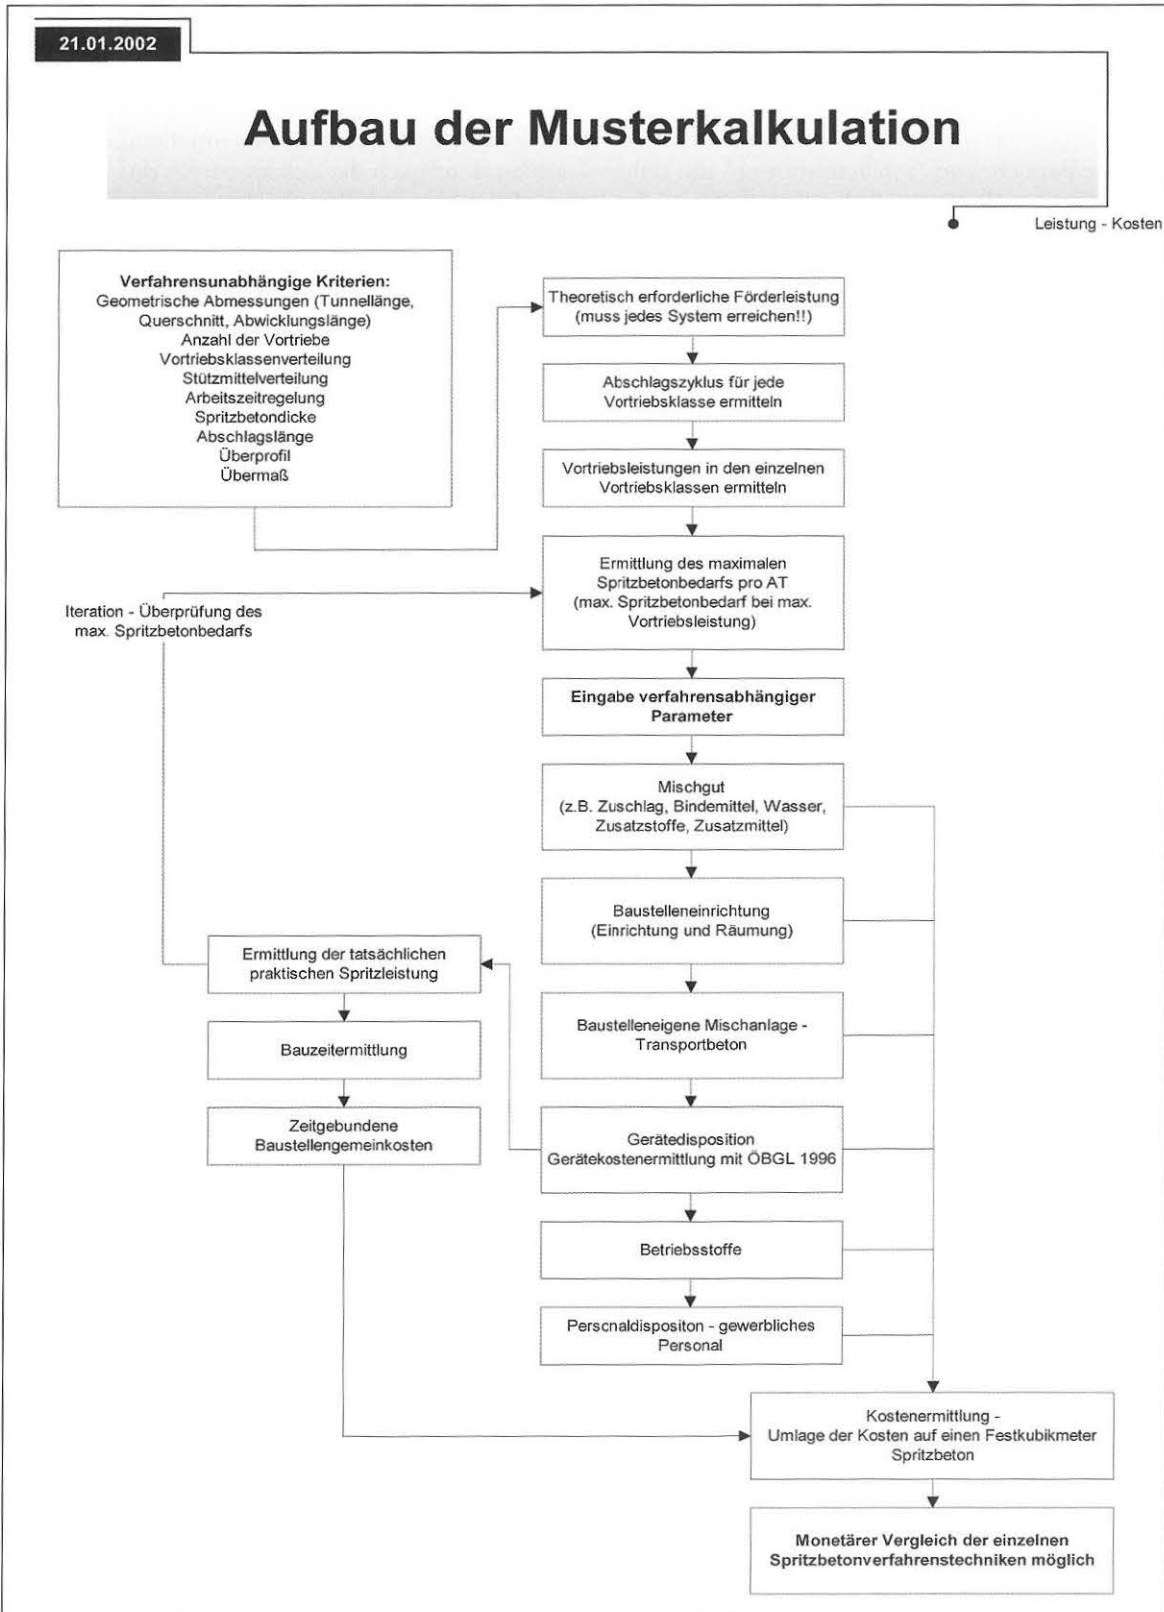 21.01.2002
Aufbau der Musterkalkulation
Leistung - Kosten
Verfahrensunabhängige Kriterien:
Geometrische Abmessungen (Tunnellänge,
Querschnitt, Abwicklungslänge)
Anzahl der Vortriebe
Vortriebsklassenverteilung
Stützmittelverteilung
Arbeitszeitregelung
Spritzbetondicke
Abschlagslänge
Überprofil
Übermaß
Theoretisch erforderliche Förderleistung
(muss jedes System erreichen!!)
Abschlagszyklus für jede
Vortriebsklasse ermitteln
Vortriebsleistungen in den einzelnen
Vortriebsklassen ermitteln
Ermittlung des maximalen
Spritzbetonbedarfs pro AT
(max. Spritzbetonbedarf bei max.
Vortriebsleistung)
Iteration - Überprüfung des
max. Spritzbetonbedarfs
Eingabe verfahrensabhängiger
Parameter
Mischgut
(z.B. Zuschlag, Bindemittel, Wasser,
Zusatzstoffe, Zusatzmittel)
Baustelleneinrichtung
(Einrichtung und Räumung)
Ermittlung der tatsächlichen
praktischen Spritzleistung
Baustelleneigene Mischanlage -
Transportbeton
Bauzeitermittlung
Zeitgebundene
Baustellengemeinkosten
Gerätedisposition
Gerätekostenermittlung mit ÖBGL 1996
Betriebsstoffe
Personaldispositon - gewerbliches
Personal
Kostenermittlung -
Umlage der Kosten auf einen Festkubikmeter
Spritzbeton
Monetärer Vergleich der einzelnen
Spritzbetonverfahrenstechniken möglich